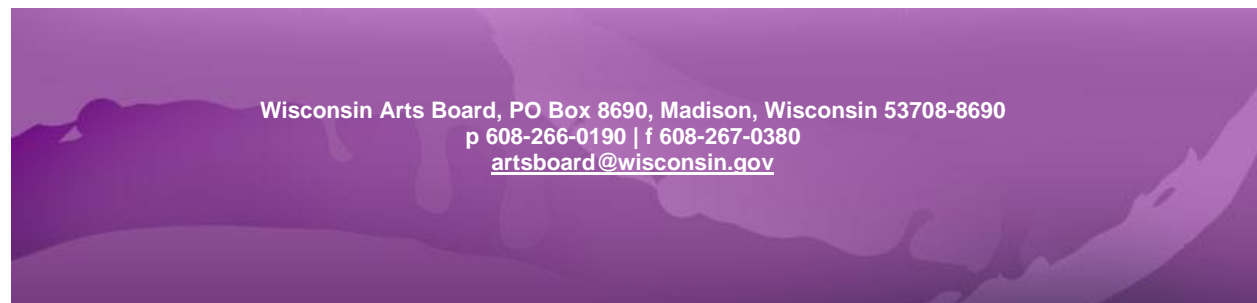 Wisconsin Arts Board, PO Box 8690, Madison, Wisconsin 53708-8690
p 608-266-0190 | f 608-267-0380
artsboard@wisconsin.gov